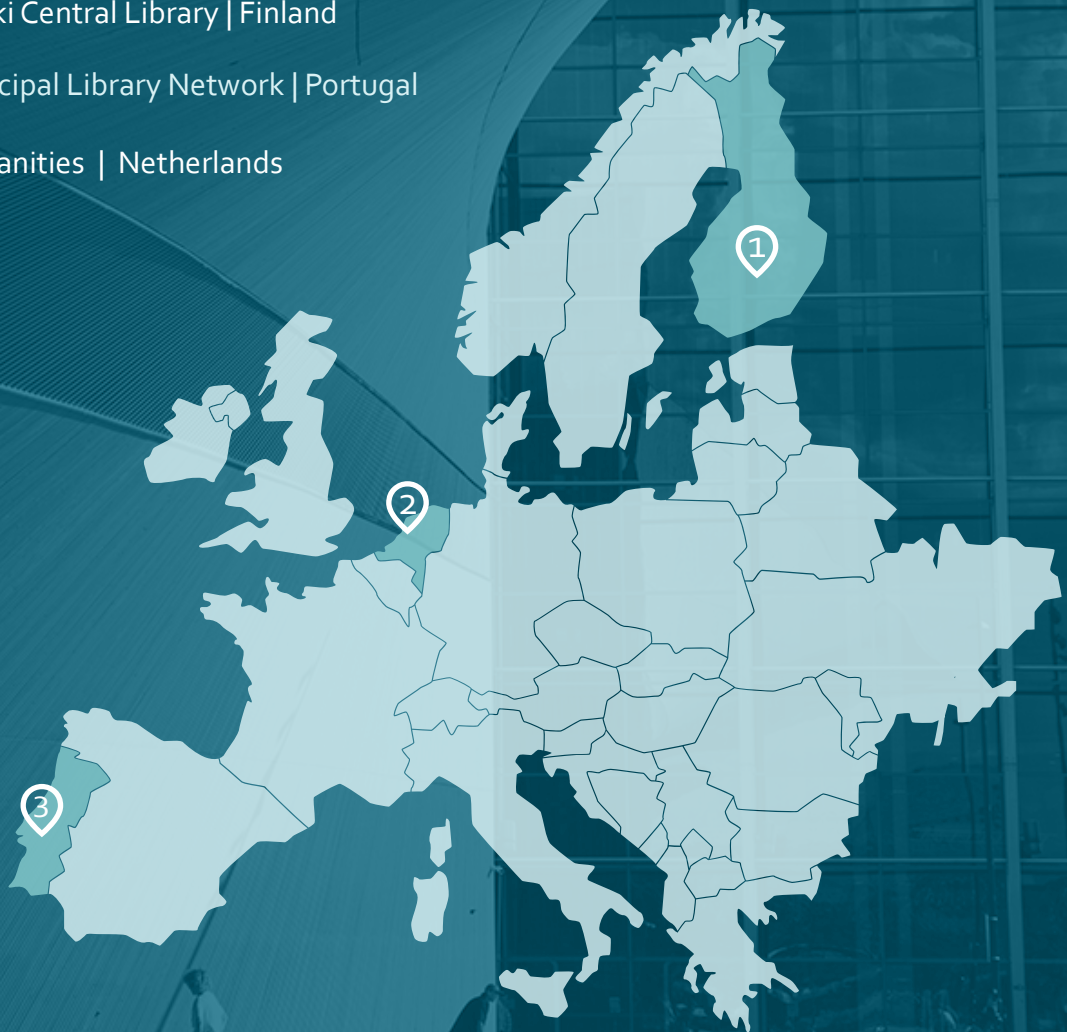 ki Central Library | Finland
cipal Library Network | Portugal
anities | Netherlands
1
2
3